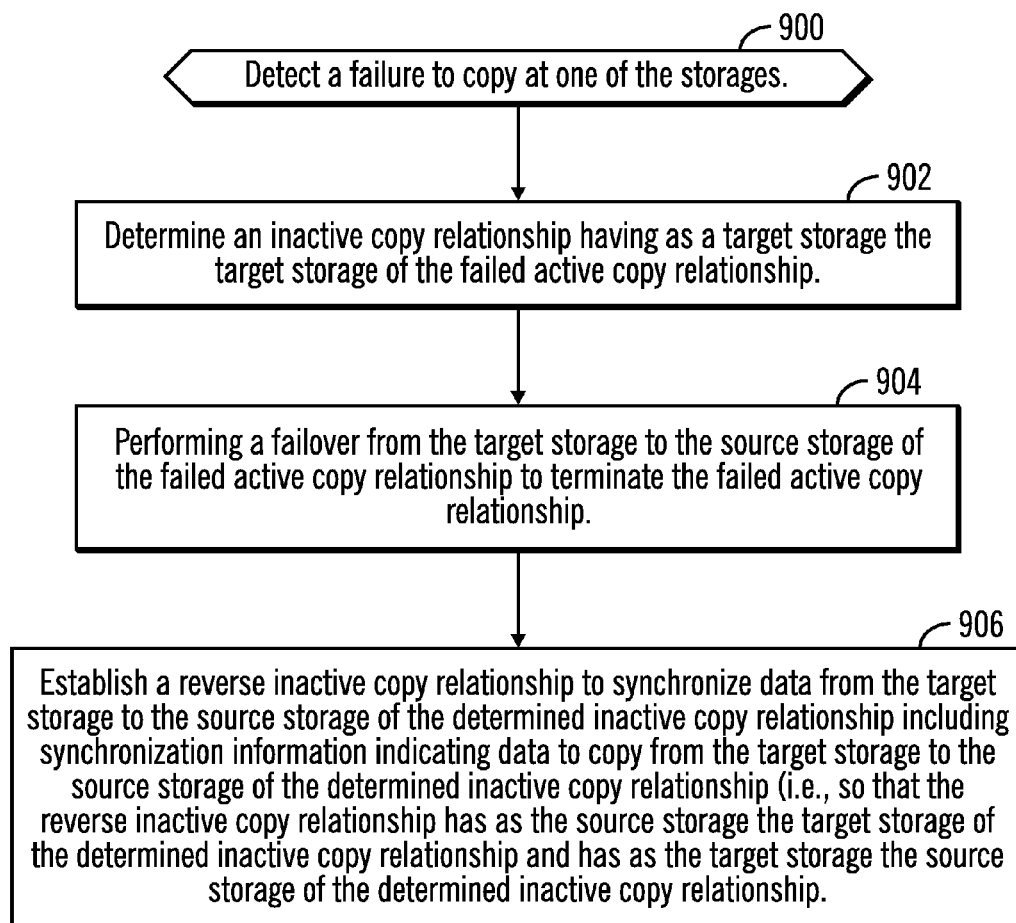 900
Detect a failure to copy at one of the storages.
902
Determine an inactive copy relationship having as a target storage the
target storage of the failed active copy relationship.
904
Performing a failover from the target storage to the source storage of
the failed active copy relationship to terminate the failed active copy
relationship.
906
Establish a reverse inactive copy relationship to synchronize data from the target
storage to the source storage of the determined inactive copy relationship including
synchronization information indicating data to copy from the target storage to the
source storage of the determined inactive copy relationship (i.e., so that the
reverse inactive copy relationship has as the source storage the target storage of
the determined inactive copy relationship and has as the target storage the source
storage of the determined inactive copy relationship.